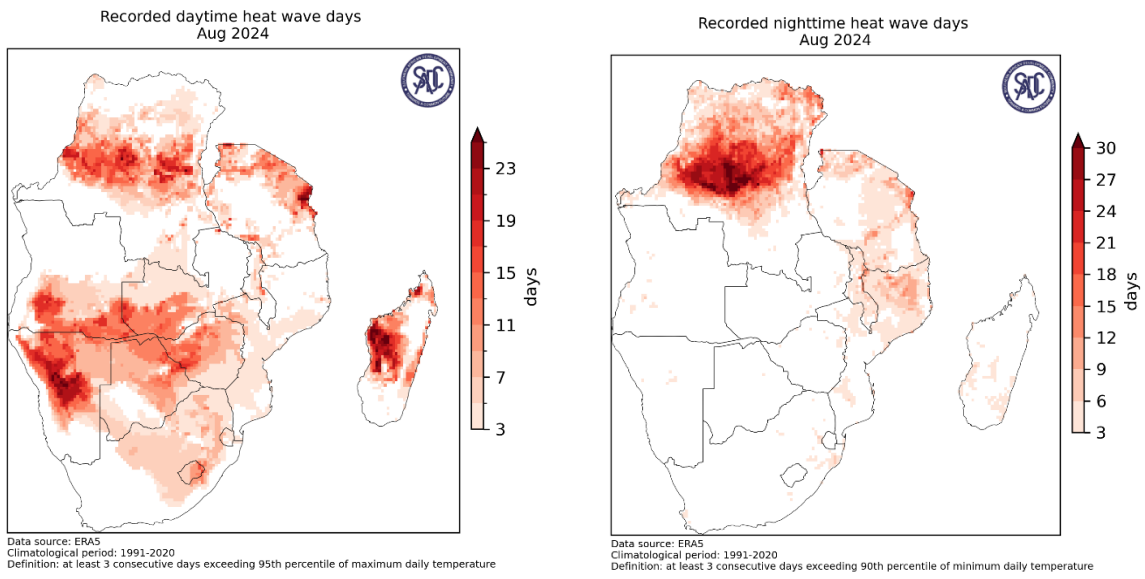 Recorded daytime heat wave days
Aug 2024
SADC
23
19
15
11
7
3
days
Data source: ERA5
Climatological period: 1991-2020
Definition: at least 3 consecutive days exceeding 95th percentile of maximum daily temperature
Recorded nighttime heat wave days
Aug 2024
SADC
30
27
24
21
18
15
12
9
6
3
days
Data source: ERA5
Climatological period: 1991-2020
Definition: at least 3 consecutive days exceeding 90th percentile of minimum daily temperature